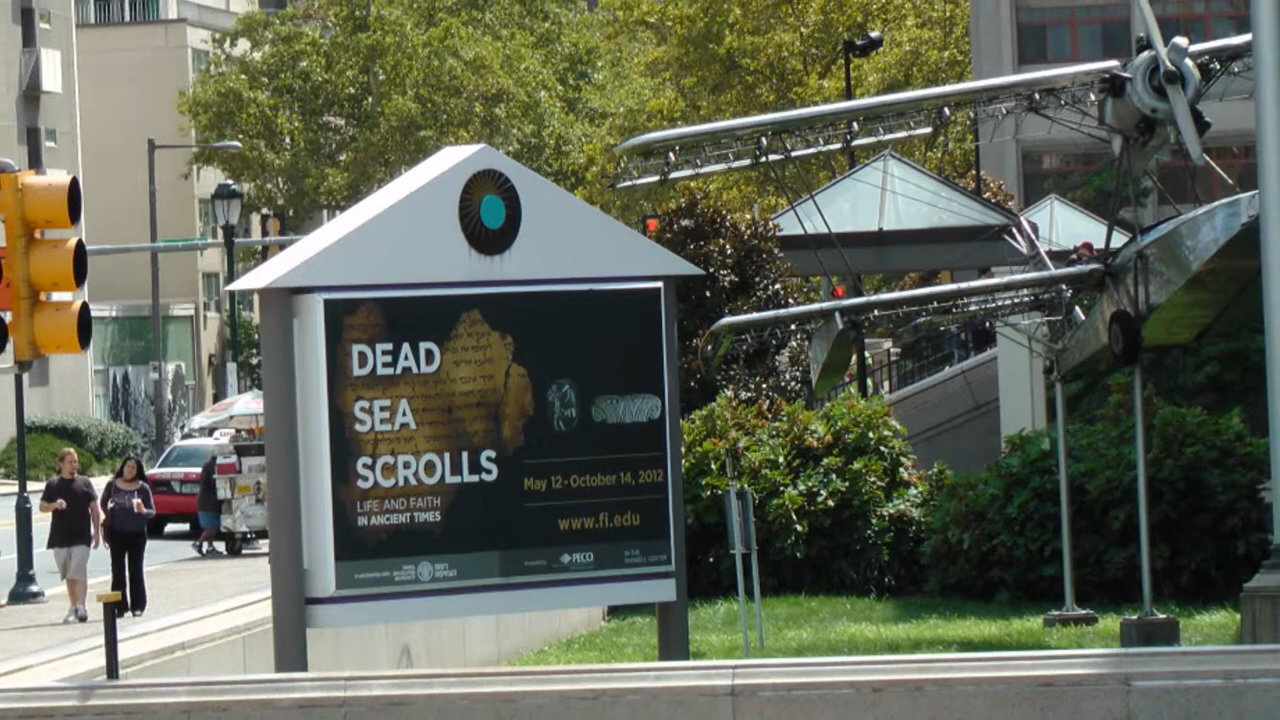 DEAD
SEA
SCROLLS
LIFE AND FAITH
IN ANCIENT TIMES
May 12 - October 14, 2012
www.fi.edu
PECO